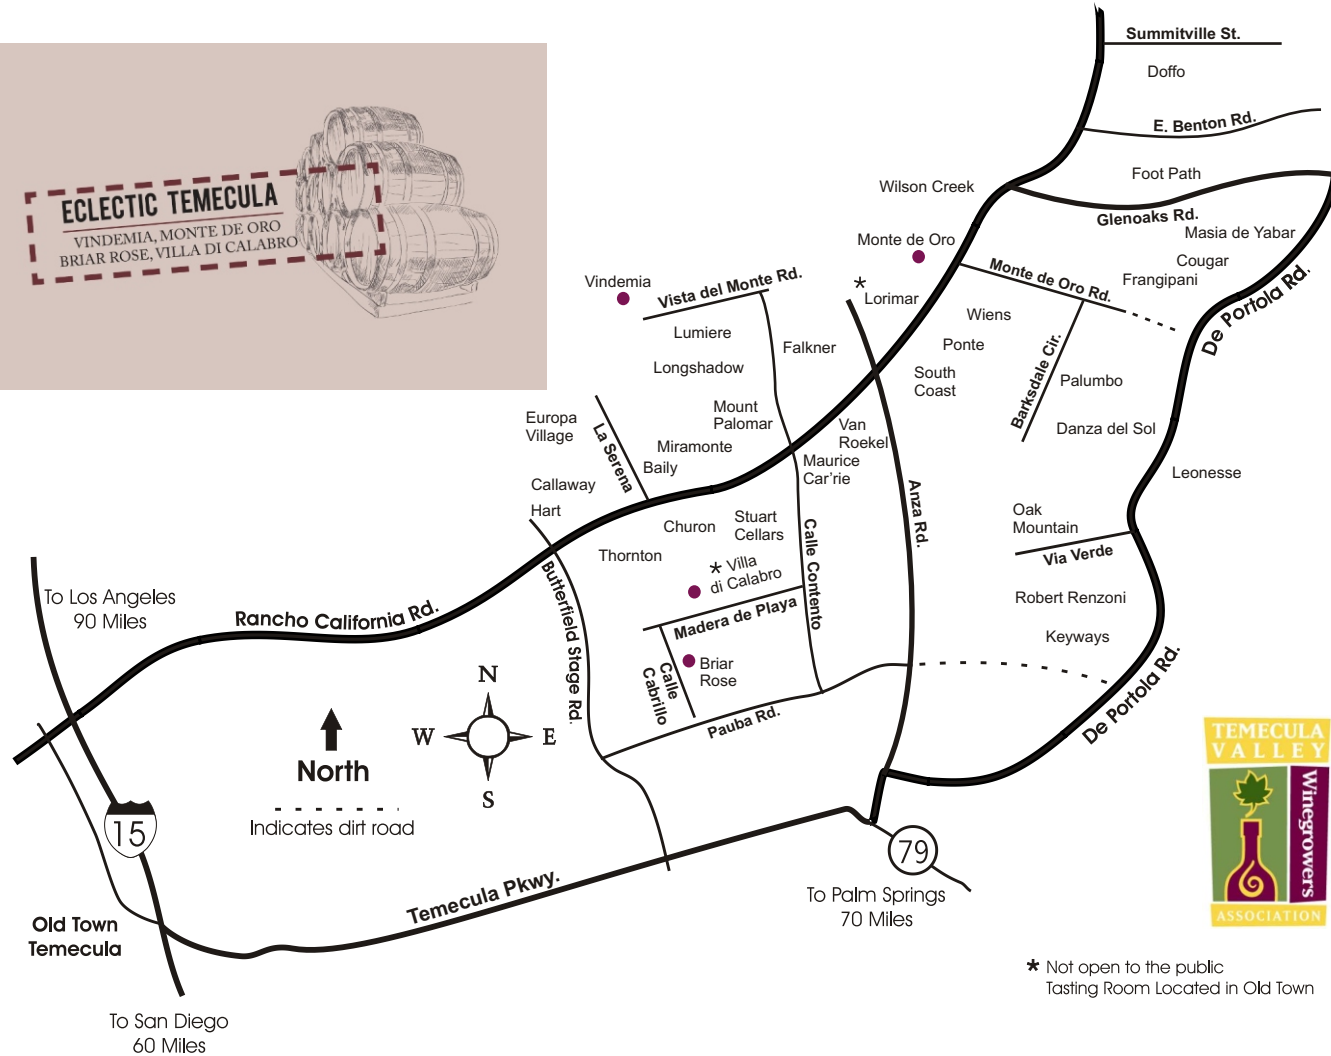 Summitville St.
Doffo
E. Benton Rd.
Foot Path
Wilson Creek
Glenoaks Rd.
Masia de Yabar
Cougar
Frangipani
Monte de Oro
Monte de Oro Rd.
De Portola Rd.
ECLECTIC TEMECULA
VINDEMIA, MONTE DE ORO
BRIAR ROSE, VILLA DI CALABRO
Vindemia
Vista del Monte Rd.
*
Lorimar
Wiens
Lumiere
Falkner
Ponte
Longshadow
South
Coast
Barksdale Cir.
Palumbo
Europa
Village
La Serena
Mount
Palomar
Miramonte
Baily
Van
Roekel
Maurice
Car'rie
Danza del Sol
Leonesse
Callaway
Hart
Churon
Stuart
Cellars
Thornton
* Villa
di Calabro
Calle Contento
Anza Rd.
Oak
Mountain
Via Verde
Robert Renzoni
Keyways
To Los Angeles
90 Miles
Rancho California Rd.
Butterfield Stage Rd.
Madera de Playa
Calle
Cabrillo
Briar
Rose
Pauba Rd.
De Portola Rd.
N
W
E
S
North
Indicates dirt road
15
79
To Palm Springs
70 Miles
Temecula Pkwy.
Old Town
Temecula
To San Diego
60 Miles
TEMECULA
VALLEY
Winegrowers
ASSOCIATION
* Not open to the public
Tasting Room Located in Old Town